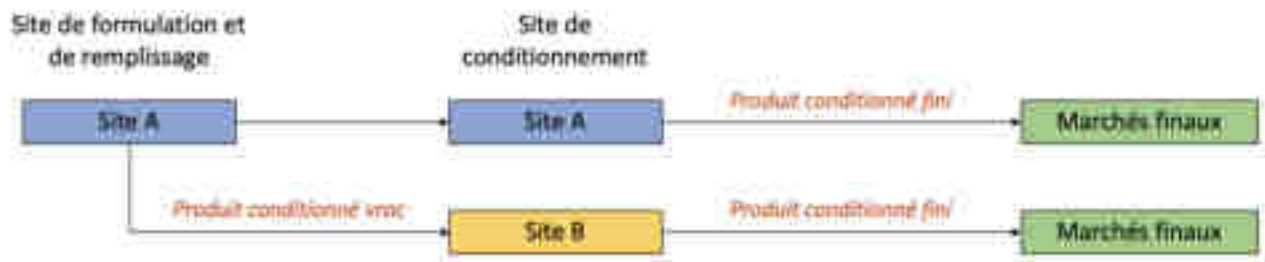 Site de formulation et
de remplissage
Site de
conditionnement
Site A
Site A
Produit conditionné fini
Marchés finaux
Produit conditionné vrac
Site B
Produit conditionné fini
Marchés finaux